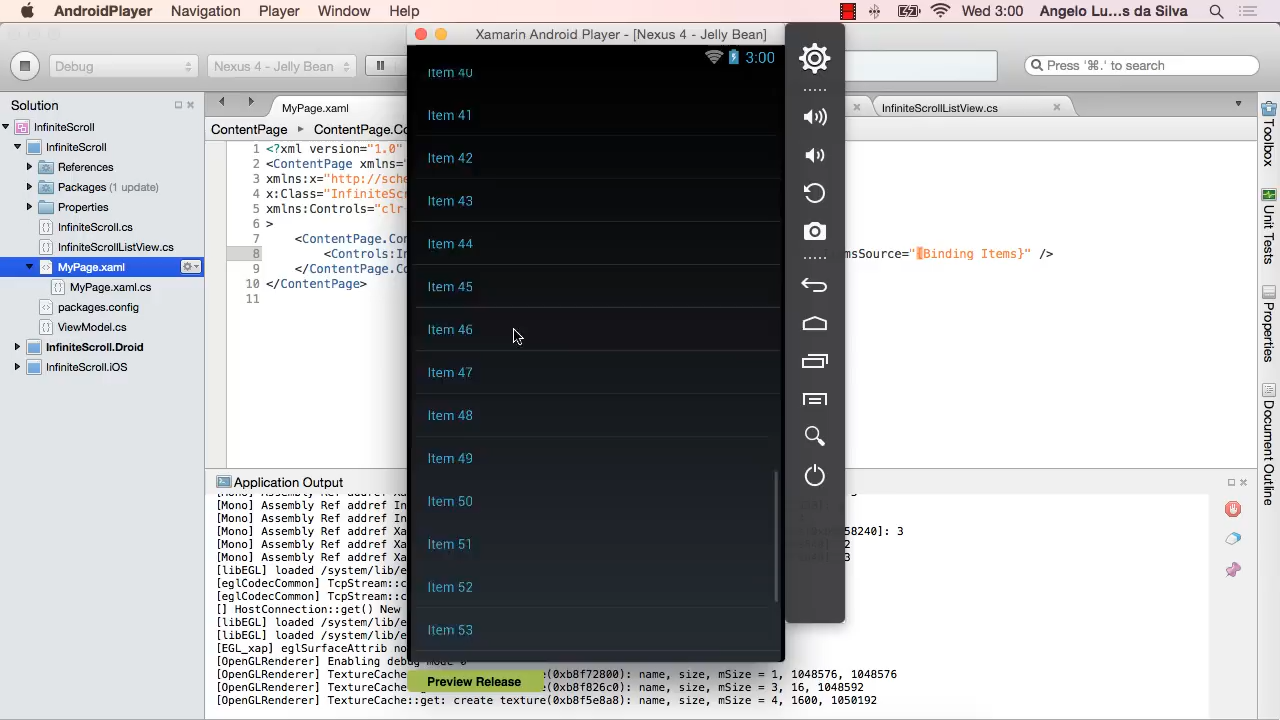 AndroidPlayer Navigation Player Window Help
Wed 3:00 Angelo Lu...s da Silva
Xamarin Android Player - [Nexus 4 - Jelly Bean]
Debug
Nexus 4 - Jelly Bean
Press '⌘.' to search
3:00
Solution
InfiniteScroll
InfiniteScroll
References
Packages (1 update)
Properties
InfiniteScroll.cs
InfiniteScrollListView.cs
MyPage.xaml
MyPage.xaml.cs
packages.config
ViewModel.cs
InfiniteScroll.Droid
InfiniteScroll.iOS
MyPage.xaml
InfiniteScrollListView.cs
ContentPage ContentPage.Co
1 <?xml version="1.0"
2 <ContentPage xmlns=
3 xmlns:x="http://sche
4 x:Class="InfiniteScr
5 xmlns:Controls="clr
6 >
7 <ContentPage.Con
8 <Controls:In
msSource="{Binding Items}" />
9 </ContentPage.Co
10 </ContentPage>
11
Item 40
Item 41
Item 42
Item 43
Item 44
Item 45
Item 46
Item 47
Item 48
Item 49
Item 50
Item 51
Item 52
Item 53
Preview Release
Toolbox
Unit Tests
Properties
Document Outline
Application Output
[Mono] Assembly Ref addref In
[Mono] Assembly Ref addref In
[Mono] Assembly Ref addref Xa
58240]: 3
[Mono] Assembly Ref addref In
[Mono] Assembly Ref addref Xa
[libEGL] loaded /system/lib/e
[eglCodecCommon] TcpStream::c
[eglCodecCommon] TcpStream::c
[] HostConnection::get() New
[libEGL] loaded /system/lib/e
[libEGL] loaded /system/lib/e
[EGL_xap] eglSurfaceAttrib no
[OpenGLRenderer] Enabling debug mode 0
[OpenGLRenderer] TextureCache (0xb8f72800): name, size, mSize = 1, 1048576, 1048576
[OpenGLRenderer] TextureCache (0xb8f826c0): name, size, mSize = 3, 16, 1048592
[OpenGLRenderer] TextureCache::get: create texture(0xb8f5e8a8): name, size, mSize = 4, 1600, 1050192